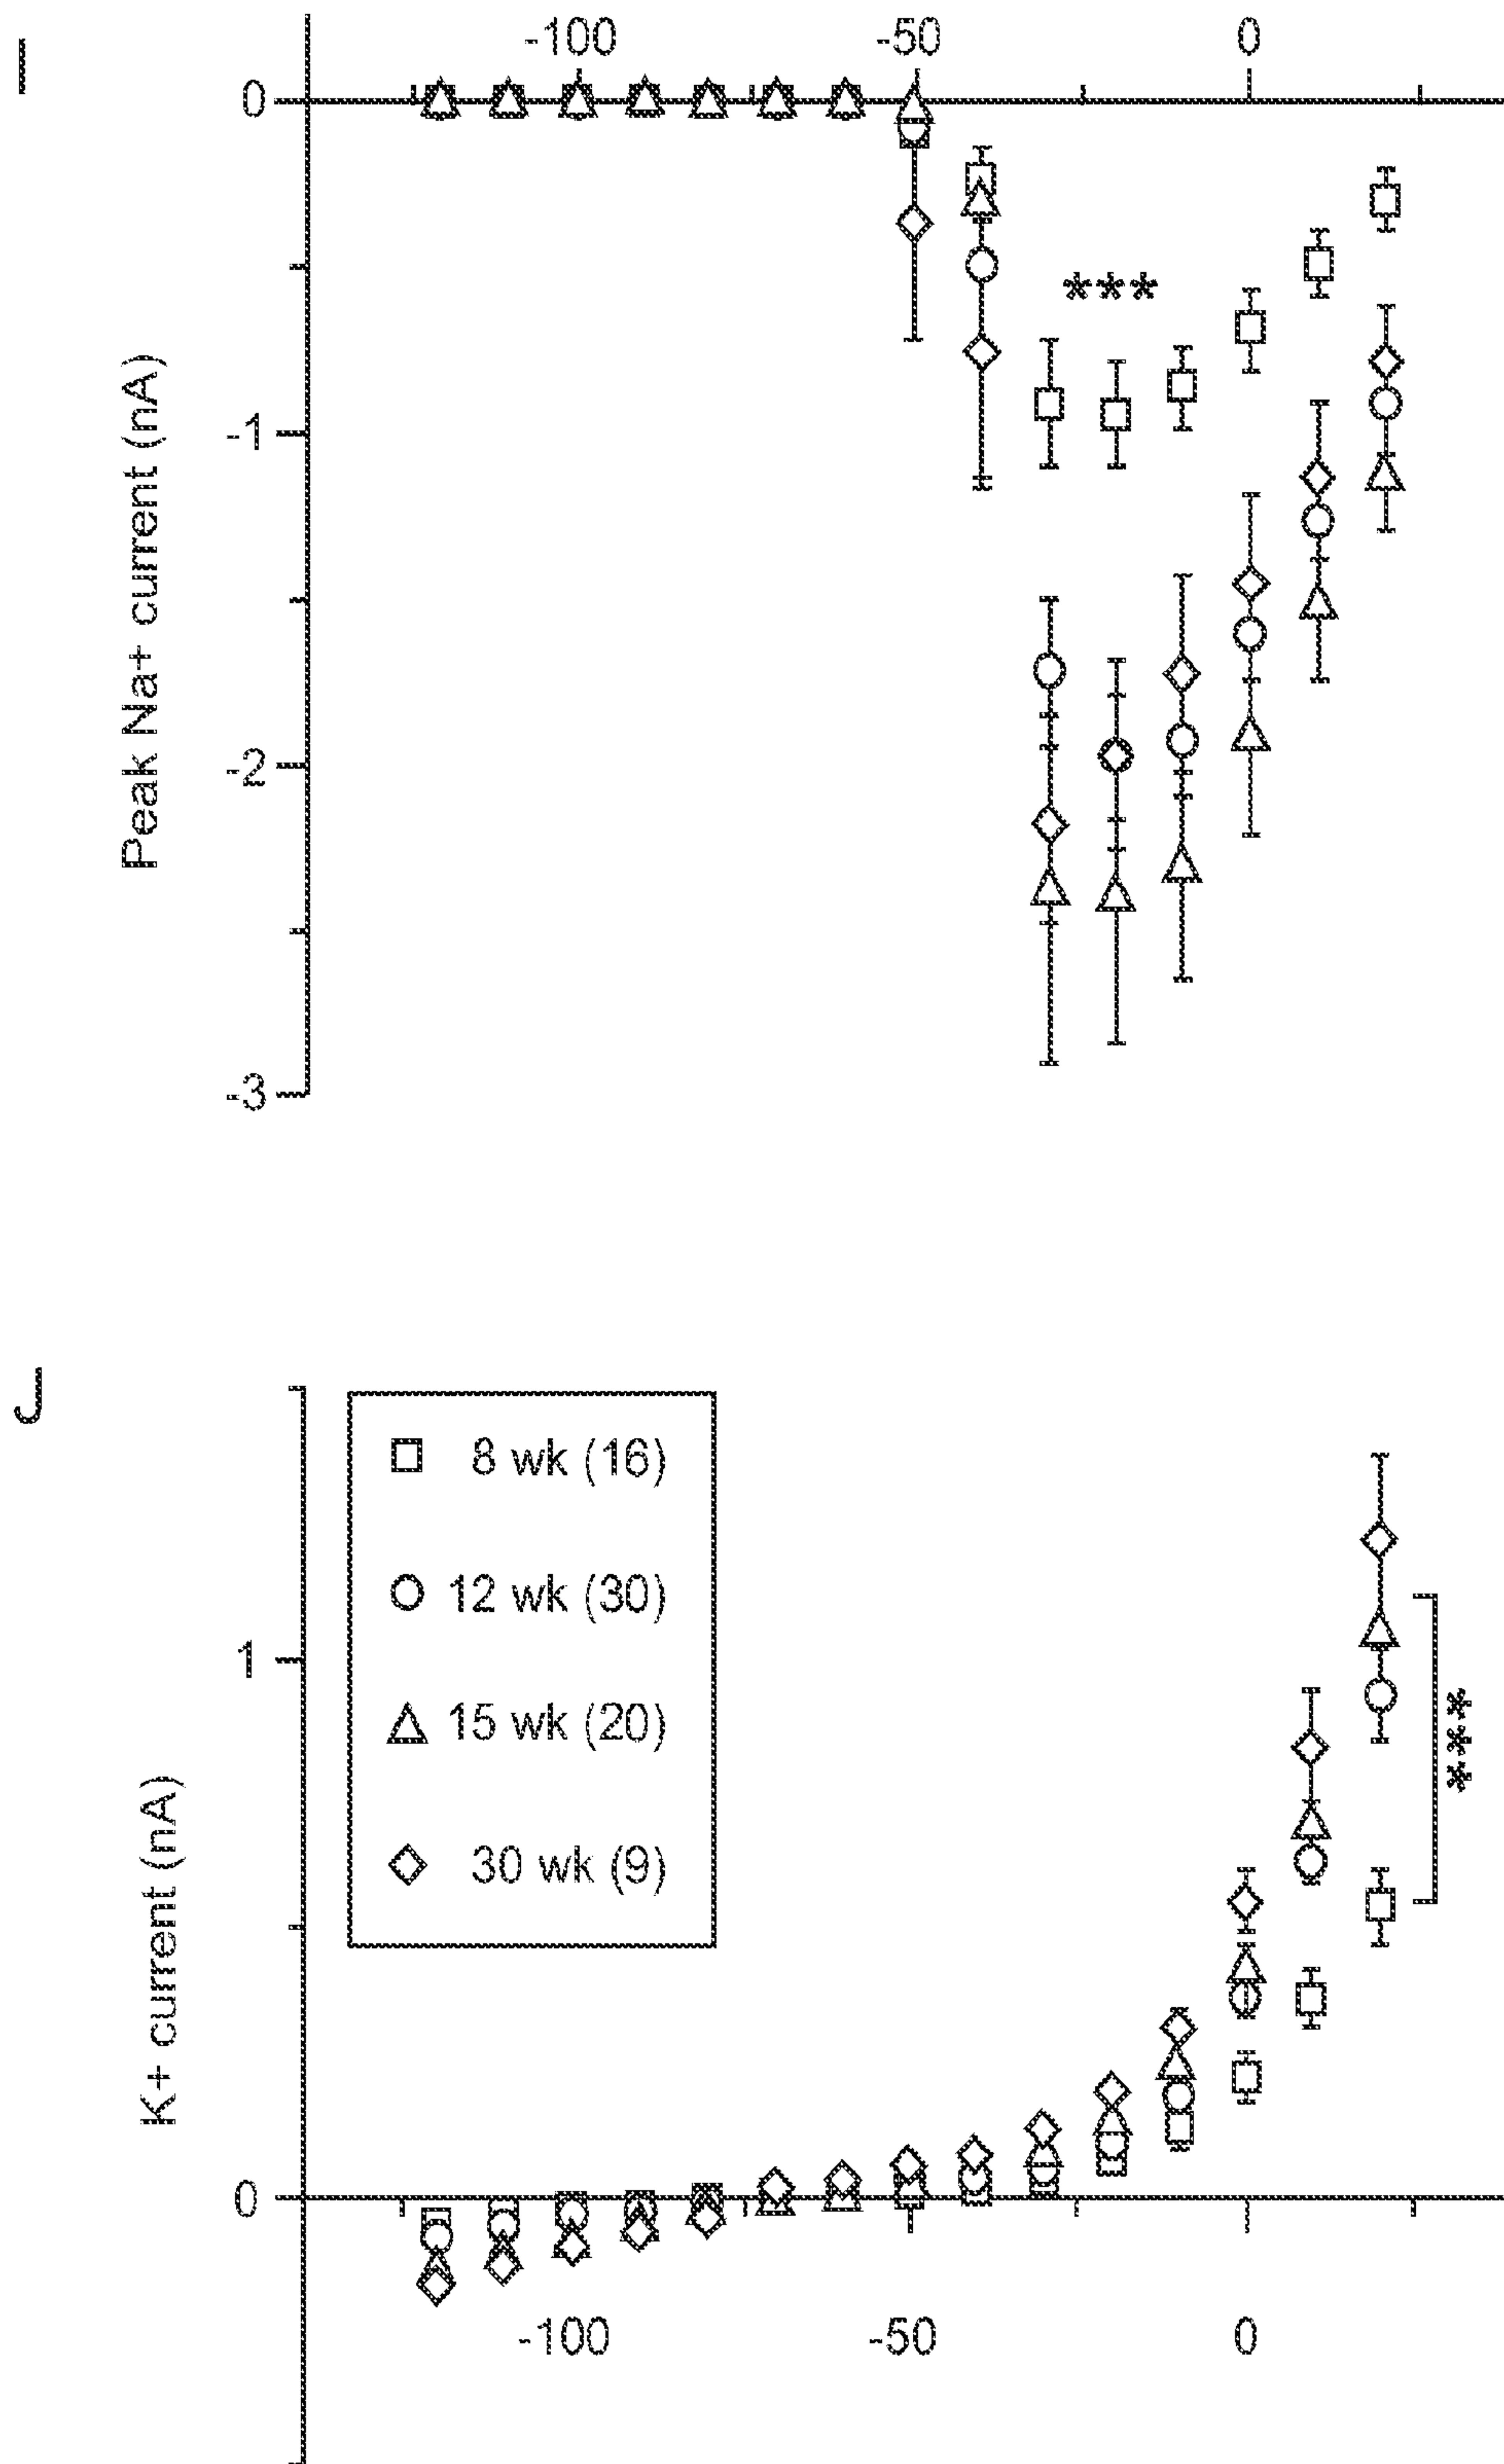 I
-100 -50 0
0
***
-1
-2
-3
Peak Na+ current (nA)
J
8 wk (16)
12 wk (30)
15 wk (20)
30 wk (9)
1
0
***
K+ current (nA)
-100 -50 0